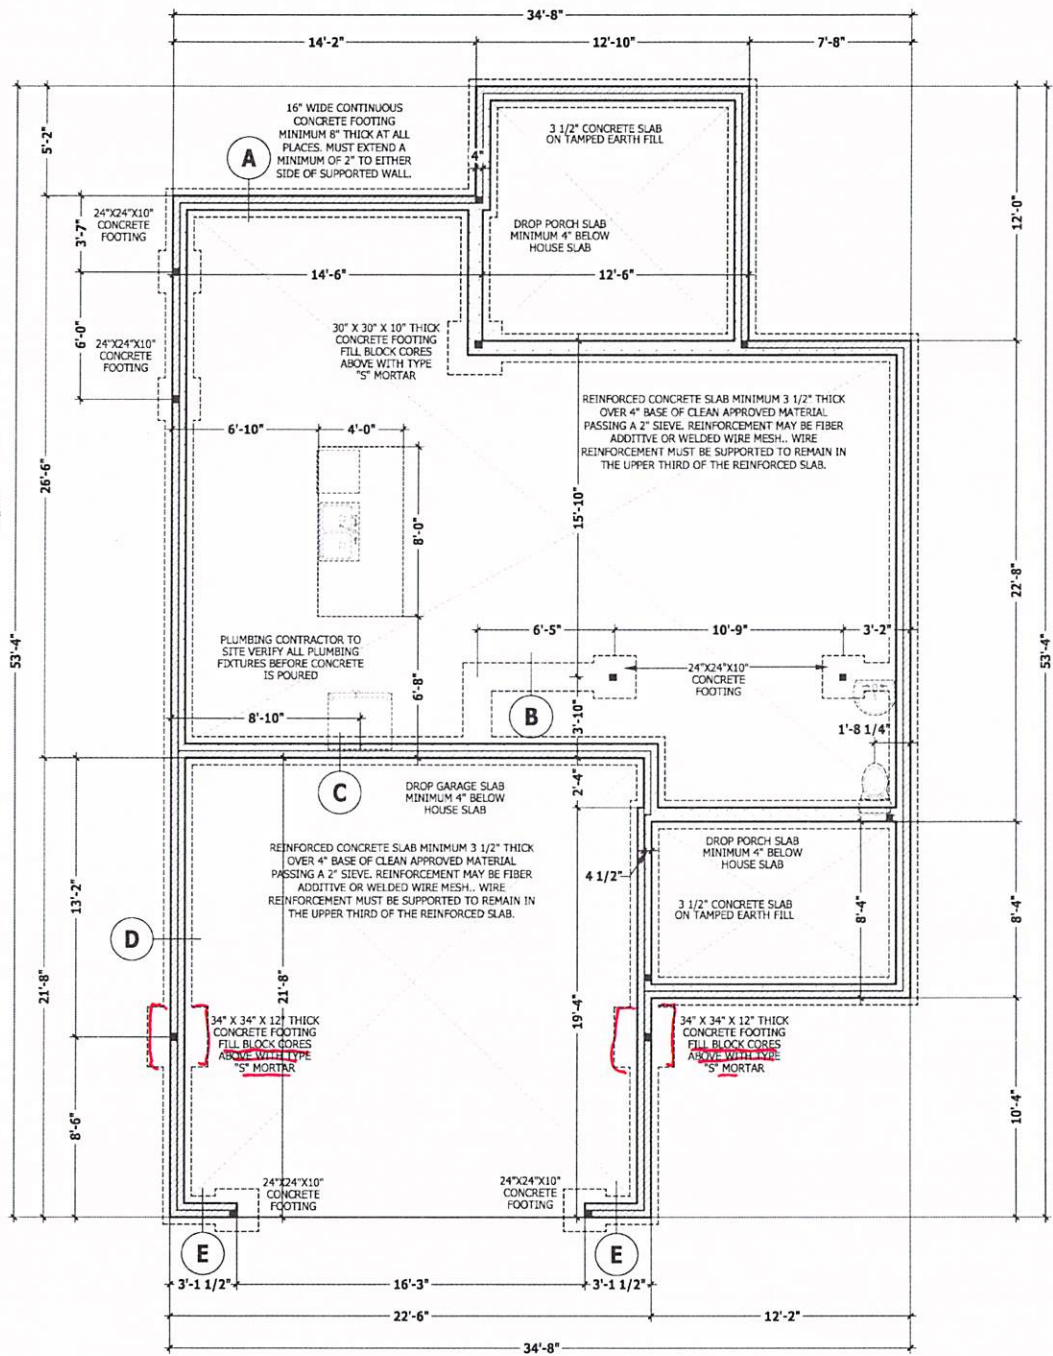 34'-8"
14'-2"
12'-10"
7'-8"
5'-2"
16" WIDE CONTINUOUS
CONCRETE FOOTING
MINIMUM 8" THICK AT ALL
PLACES. MUST EXTEND A
MINIMUM OF 2" TO EITHER
SIDE OF SUPPORTED WALL.
A
4"
3 1/2" CONCRETE SLAB
ON TAMPED EARTH FILL
12'-0"
24"X24"X10"
CONCRETE
FOOTING
3'-7"
DROP PORCH SLAB
MINIMUM 4" BELOW
HOUSE SLAB
14'-6"
12'-6"
6'-0"
24"X24"X10"
CONCRETE
FOOTING
30" X 30" X 10" THICK
CONCRETE FOOTING
FILL BLOCK CORES
ABOVE WITH TYPE
"S" MORTAR
REINFORCED CONCRETE SLAB MINIMUM 3 1/2" THICK
OVER 4" BASE OF CLEAN APPROVED MATERIAL
PASSING A 2" SIEVE. REINFORCEMENT MAY BE FIBER
ADDITIVE OR WELDED WIRE MESH.. WIRE
REINFORCEMENT MUST BE SUPPORTED TO REMAIN IN
THE UPPER THIRD OF THE REINFORCED SLAB.
6'-10"
4'-0"
26'-6"
15'-10"
8'-0"
22'-8"
53'-4"
53'-4"
PLUMBING CONTRACTOR TO
SITE VERIFY ALL PLUMBING
FIXTURES BEFORE CONCRETE
IS POURED
6'-5"
10'-9"
3'-2"
24"X24"X10"
CONCRETE
FOOTING
6'-8"
8'-10"
B
3'-10"
1'-8 1/4"
C
DROP GARAGE SLAB
MINIMUM 4" BELOW
HOUSE SLAB
2'-4"
REINFORCED CONCRETE SLAB MINIMUM 3 1/2" THICK
OVER 4" BASE OF CLEAN APPROVED MATERIAL
PASSING A 2" SIEVE. REINFORCEMENT MAY BE FIBER
ADDITIVE OR WELDED WIRE MESH.. WIRE
REINFORCEMENT MUST BE SUPPORTED TO REMAIN IN
THE UPPER THIRD OF THE REINFORCED SLAB.
4 1/2"
DROP PORCH SLAB
MINIMUM 4" BELOW
HOUSE SLAB
3 1/2" CONCRETE SLAB
ON TAMPED EARTH FILL
8'-4"
8'-4"
13'-2"
D
21'-8"
21'-8"
19'-4"
34" X 34" X 12" THICK
CONCRETE FOOTING
FILL BLOCK CORES
ABOVE WITH TYPE
"S" MORTAR
34" X 34" X 12" THICK
CONCRETE FOOTING
FILL BLOCK CORES
ABOVE WITH TYPE
"S" MORTAR
8'-6"
10'-4"
24"X24"X10"
CONCRETE
FOOTING
24"X24"X10"
CONCRETE
FOOTING
E
E
3'-1 1/2"
16'-3"
3'-1 1/2"
22'-6"
12'-2"
34'-8"